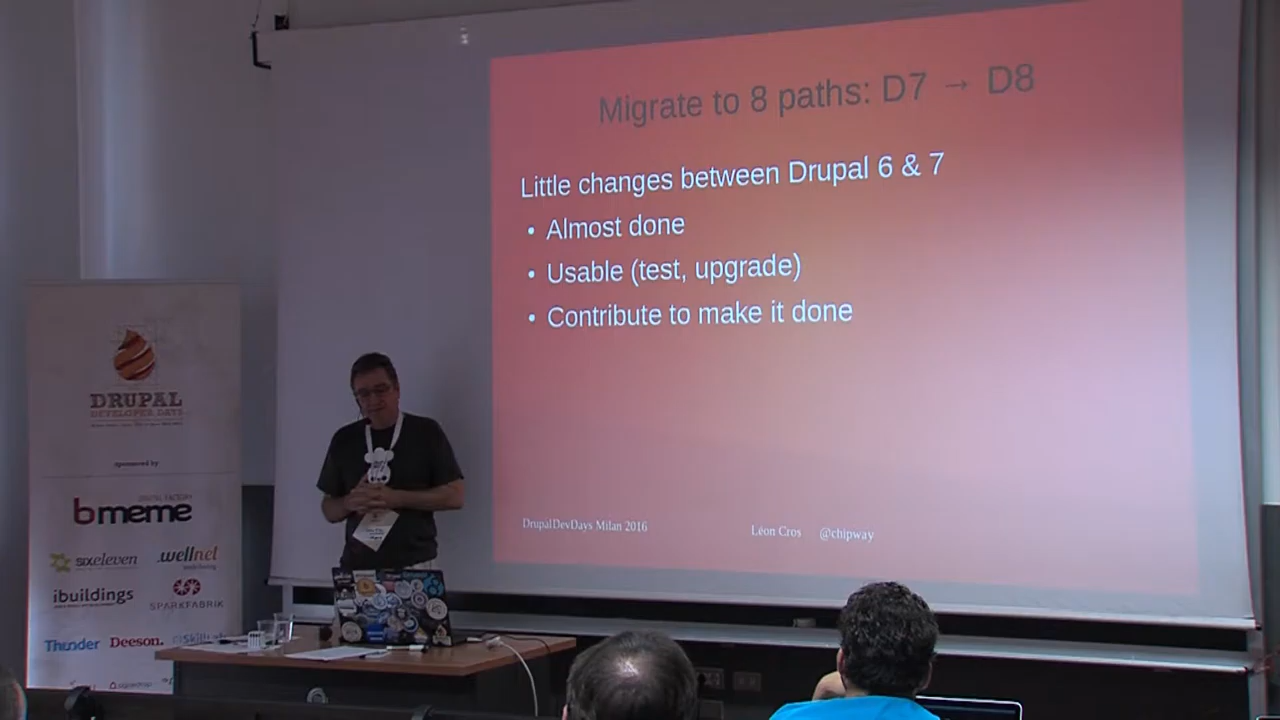 Migrate to 8 paths: D7 → D8
Little changes between Drupal 6 & 7
• Almost done
• Usable (test, upgrade)
• Contribute to make it done
DrupalDevDays Milan 2016
Léon Cros @chipway
DRUPAL
DEVELOPER DAYS
sponsored by
DIGITAL FACTORY
bmeme
sixeleven
.wellnet
ibuildings
SPARKFABRIK
Thunder
Deeson.